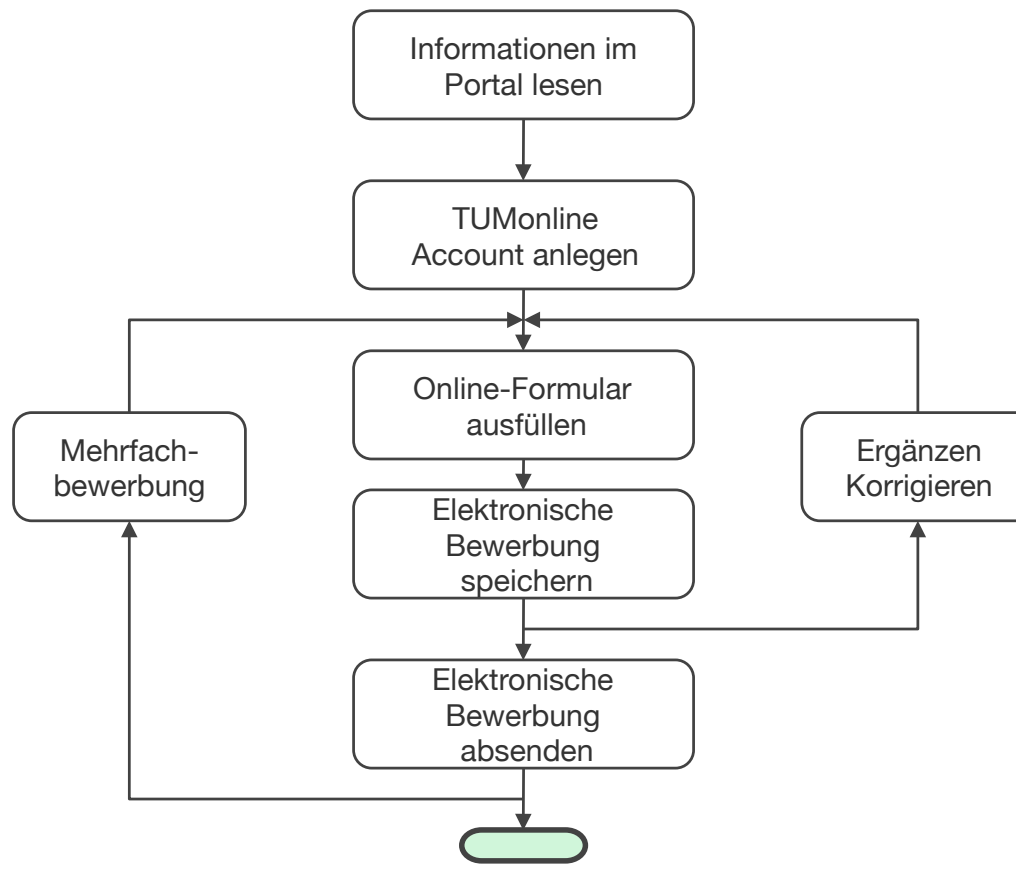 Informationen im
Portal lesen
TUMonline
Account anlegen
Online-Formular
ausfüllen
Mehrfach-
bewerbung
Ergänzen
Korrigieren
Elektronische
Bewerbung
speichern
Elektronische
Bewerbung
absenden